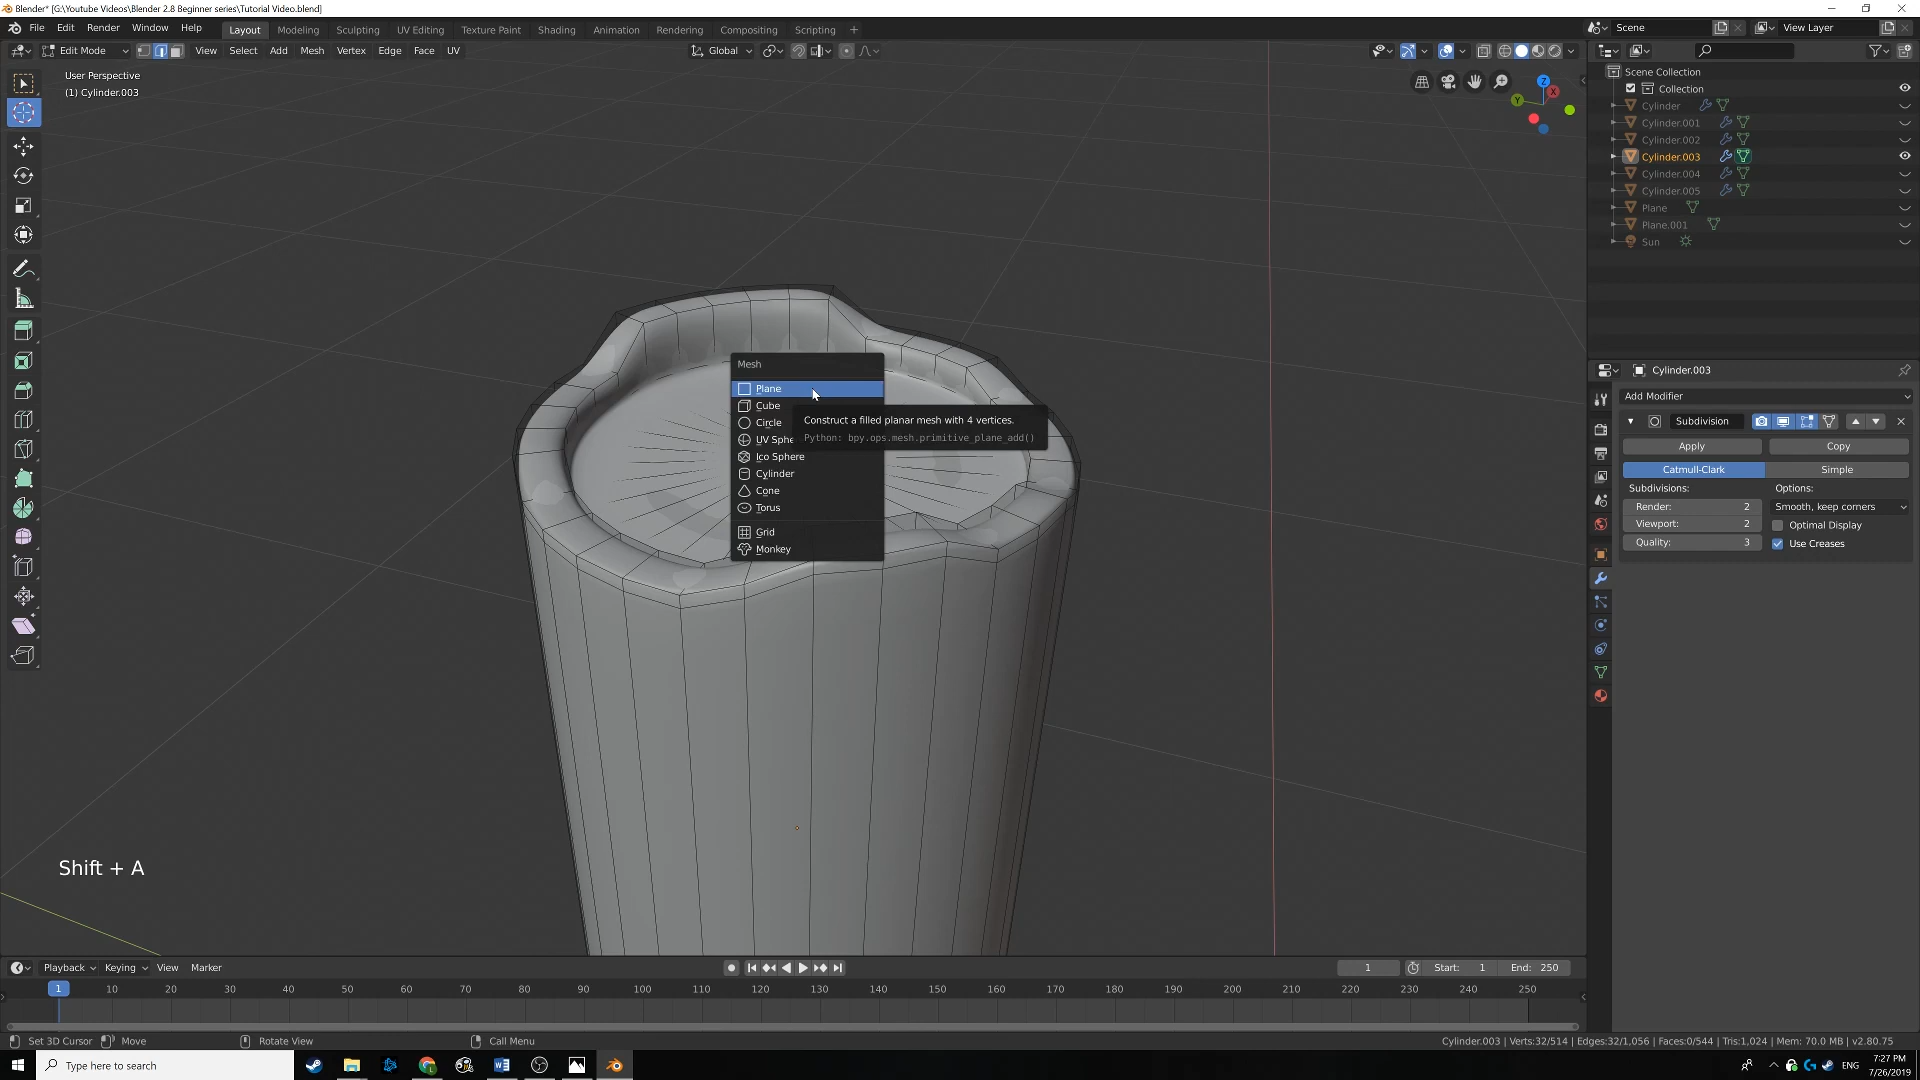 Blender* [G:\Youtube Videos\Blender 2.8 Beginner series\Tutorial Video.blend]
File Edit Render Window Help Layout Modeling Sculpting UV Editing Texture Paint Shading Animation Rendering Compositing Scripting + Scene View Layer
Edit Mode View Select Add Mesh Vertex Edge Face UV Global
User Perspective
(1) Cylinder.003
Z
X
Y
Scene Collection
Collection
Cylinder
Cylinder.001
Cylinder.002
Cylinder.003
Cylinder.004
Cylinder.005
Plane
Plane.001
Sun
Mesh
Plane
Cube
Circle
UV Sphe
Ico Sphere
Cylinder
Cone
Torus
Grid
Monkey
Construct a filled planar mesh with 4 vertices.
Python: bpy.ops.mesh.primitive_plane_add()
Cylinder.003
Add Modifier
Subdivision
Apply Copy
Catmull-Clark Simple
Subdivisions: Options:
Render: 2 Smooth, keep corners
Viewport: 2 Optimal Display
Quality: 3 Use Creases
Shift + A
Playback Keying View Marker 1 Start: 1 End: 250
1 10 20 30 40 50 60 70 80 90 100 110 120 130 140 150 160 170 180 190 200 210 220 230 240 250
Set 3D Cursor Move Rotate View Call Menu Cylinder.003 | Verts:32/514 | Edges:32/1,056 | Faces:0/544 | Tris:1,024 | Mem: 70.0 MB | v2.80.75
Type here to search ENG 7:27 PM
7/26/2019